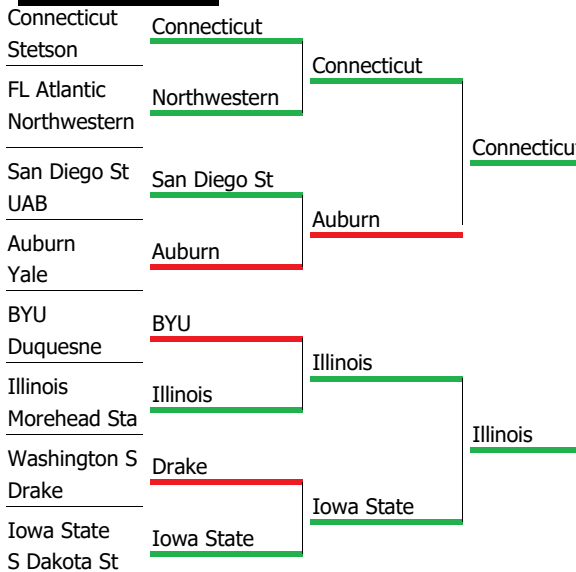 Connecticut
Stetson
FL Atlantic
Northwestern
San Diego St
UAB
Auburn
Yale
BYU
Duquesne
Illinois
Morehead Sta
Washington S
Drake
Iowa State
S Dakota St
Connecticut
Northwestern
San Diego St
Auburn
BYU
Illinois
Drake
Iowa State
Connecticut
Auburn
Illinois
Iowa State
Connecticut
Illinois